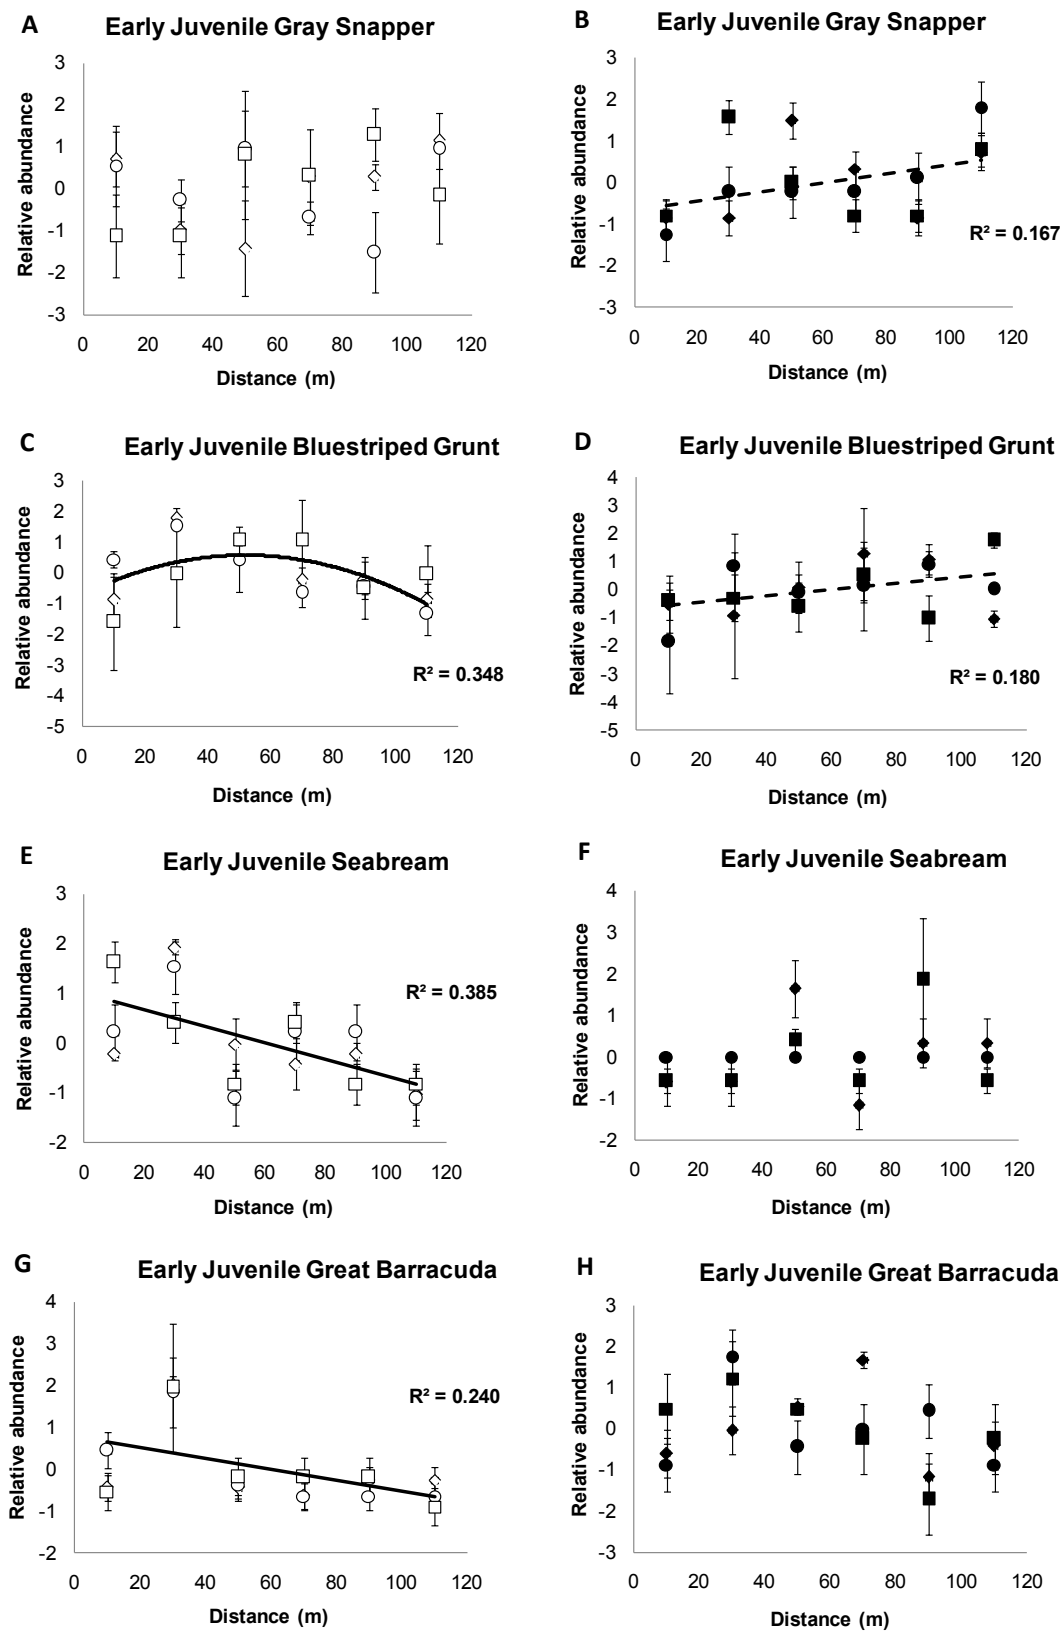 A Early Juvenile Gray Snapper
3
2
1
0
-1
-2
-3
Relative abundance
0 20 40 60 80 100 120
Distance (m)
B Early Juvenile Gray Snapper
3
2
1
0
-1
-2
-3
Relative abundance
R² = 0.167
0 20 40 60 80 100 120
Distance (m)
C Early Juvenile Bluestriped Grunt
3
2
1
0
-1
-2
-3
-4
-5
Relative abundance
R² = 0.348
0 20 40 60 80 100 120
Distance (m)
D Early Juvenile Bluestriped Grunt
4
3
2
1
0
-1
-2
-3
-4
-5
Relative abundance
R² = 0.180
0 20 40 60 80 100 120
Distance (m)
E Early Juvenile Seabream
3
2
1
0
-1
-2
Relative abundance
R² = 0.385
0 20 40 60 80 100 120
Distance (m)
F Early Juvenile Seabream
4
3
2
1
0
-1
-2
Relative abundance
0 20 40 60 80 100 120
Distance (m)
G Early Juvenile Great Barracuda
4
3
2
1
0
-1
-2
Relative abundance
R² = 0.240
0 20 40 60 80 100 120
Distance (m)
H Early Juvenile Great Barracuda
3
2
1
0
-1
-2
-3
Relative abundance
0 20 40 60 80 100 120
Distance (m)